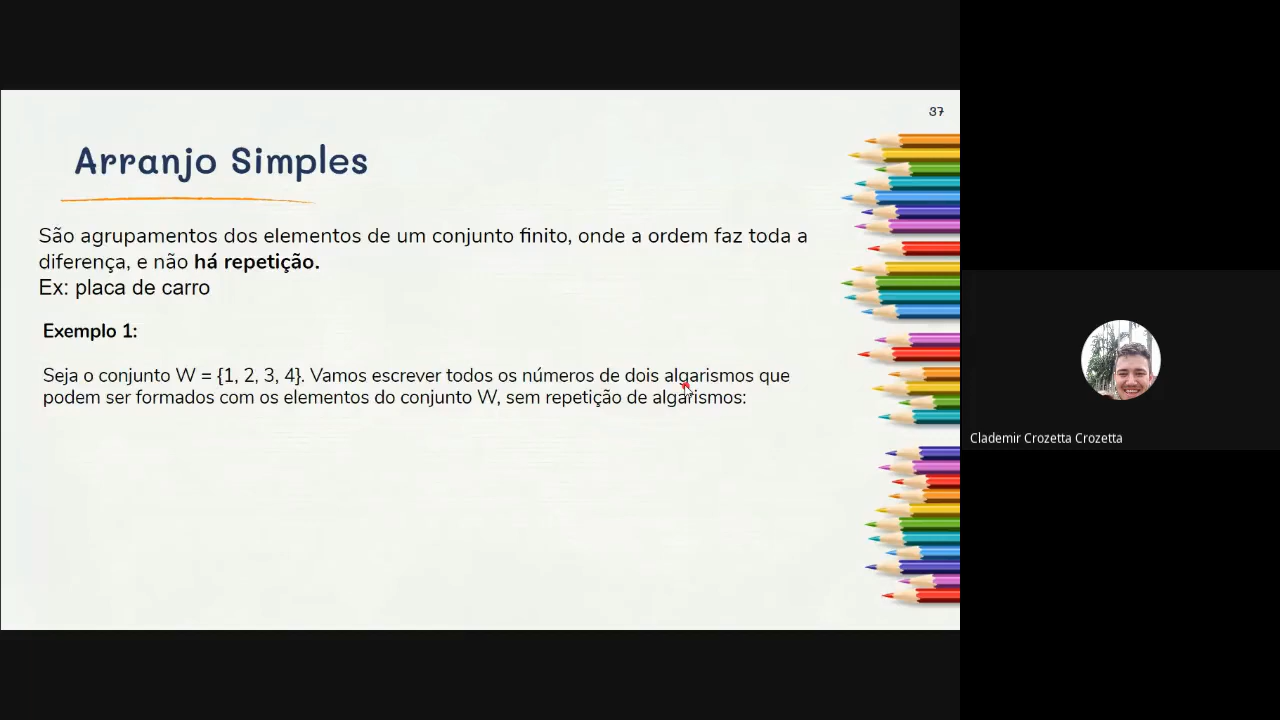 37
Arranjo Simples
São agrupamentos dos elementos de um conjunto finito, onde a ordem faz toda a
diferença, e não há repetição.
Ex: placa de carro
Exemplo 1:
Seja o conjunto W = {1, 2, 3, 4}. Vamos escrever todos os números de dois algarismos que
podem ser formados com os elementos do conjunto W, sem repetição de algarismos:
Clademir Crozetta Crozetta